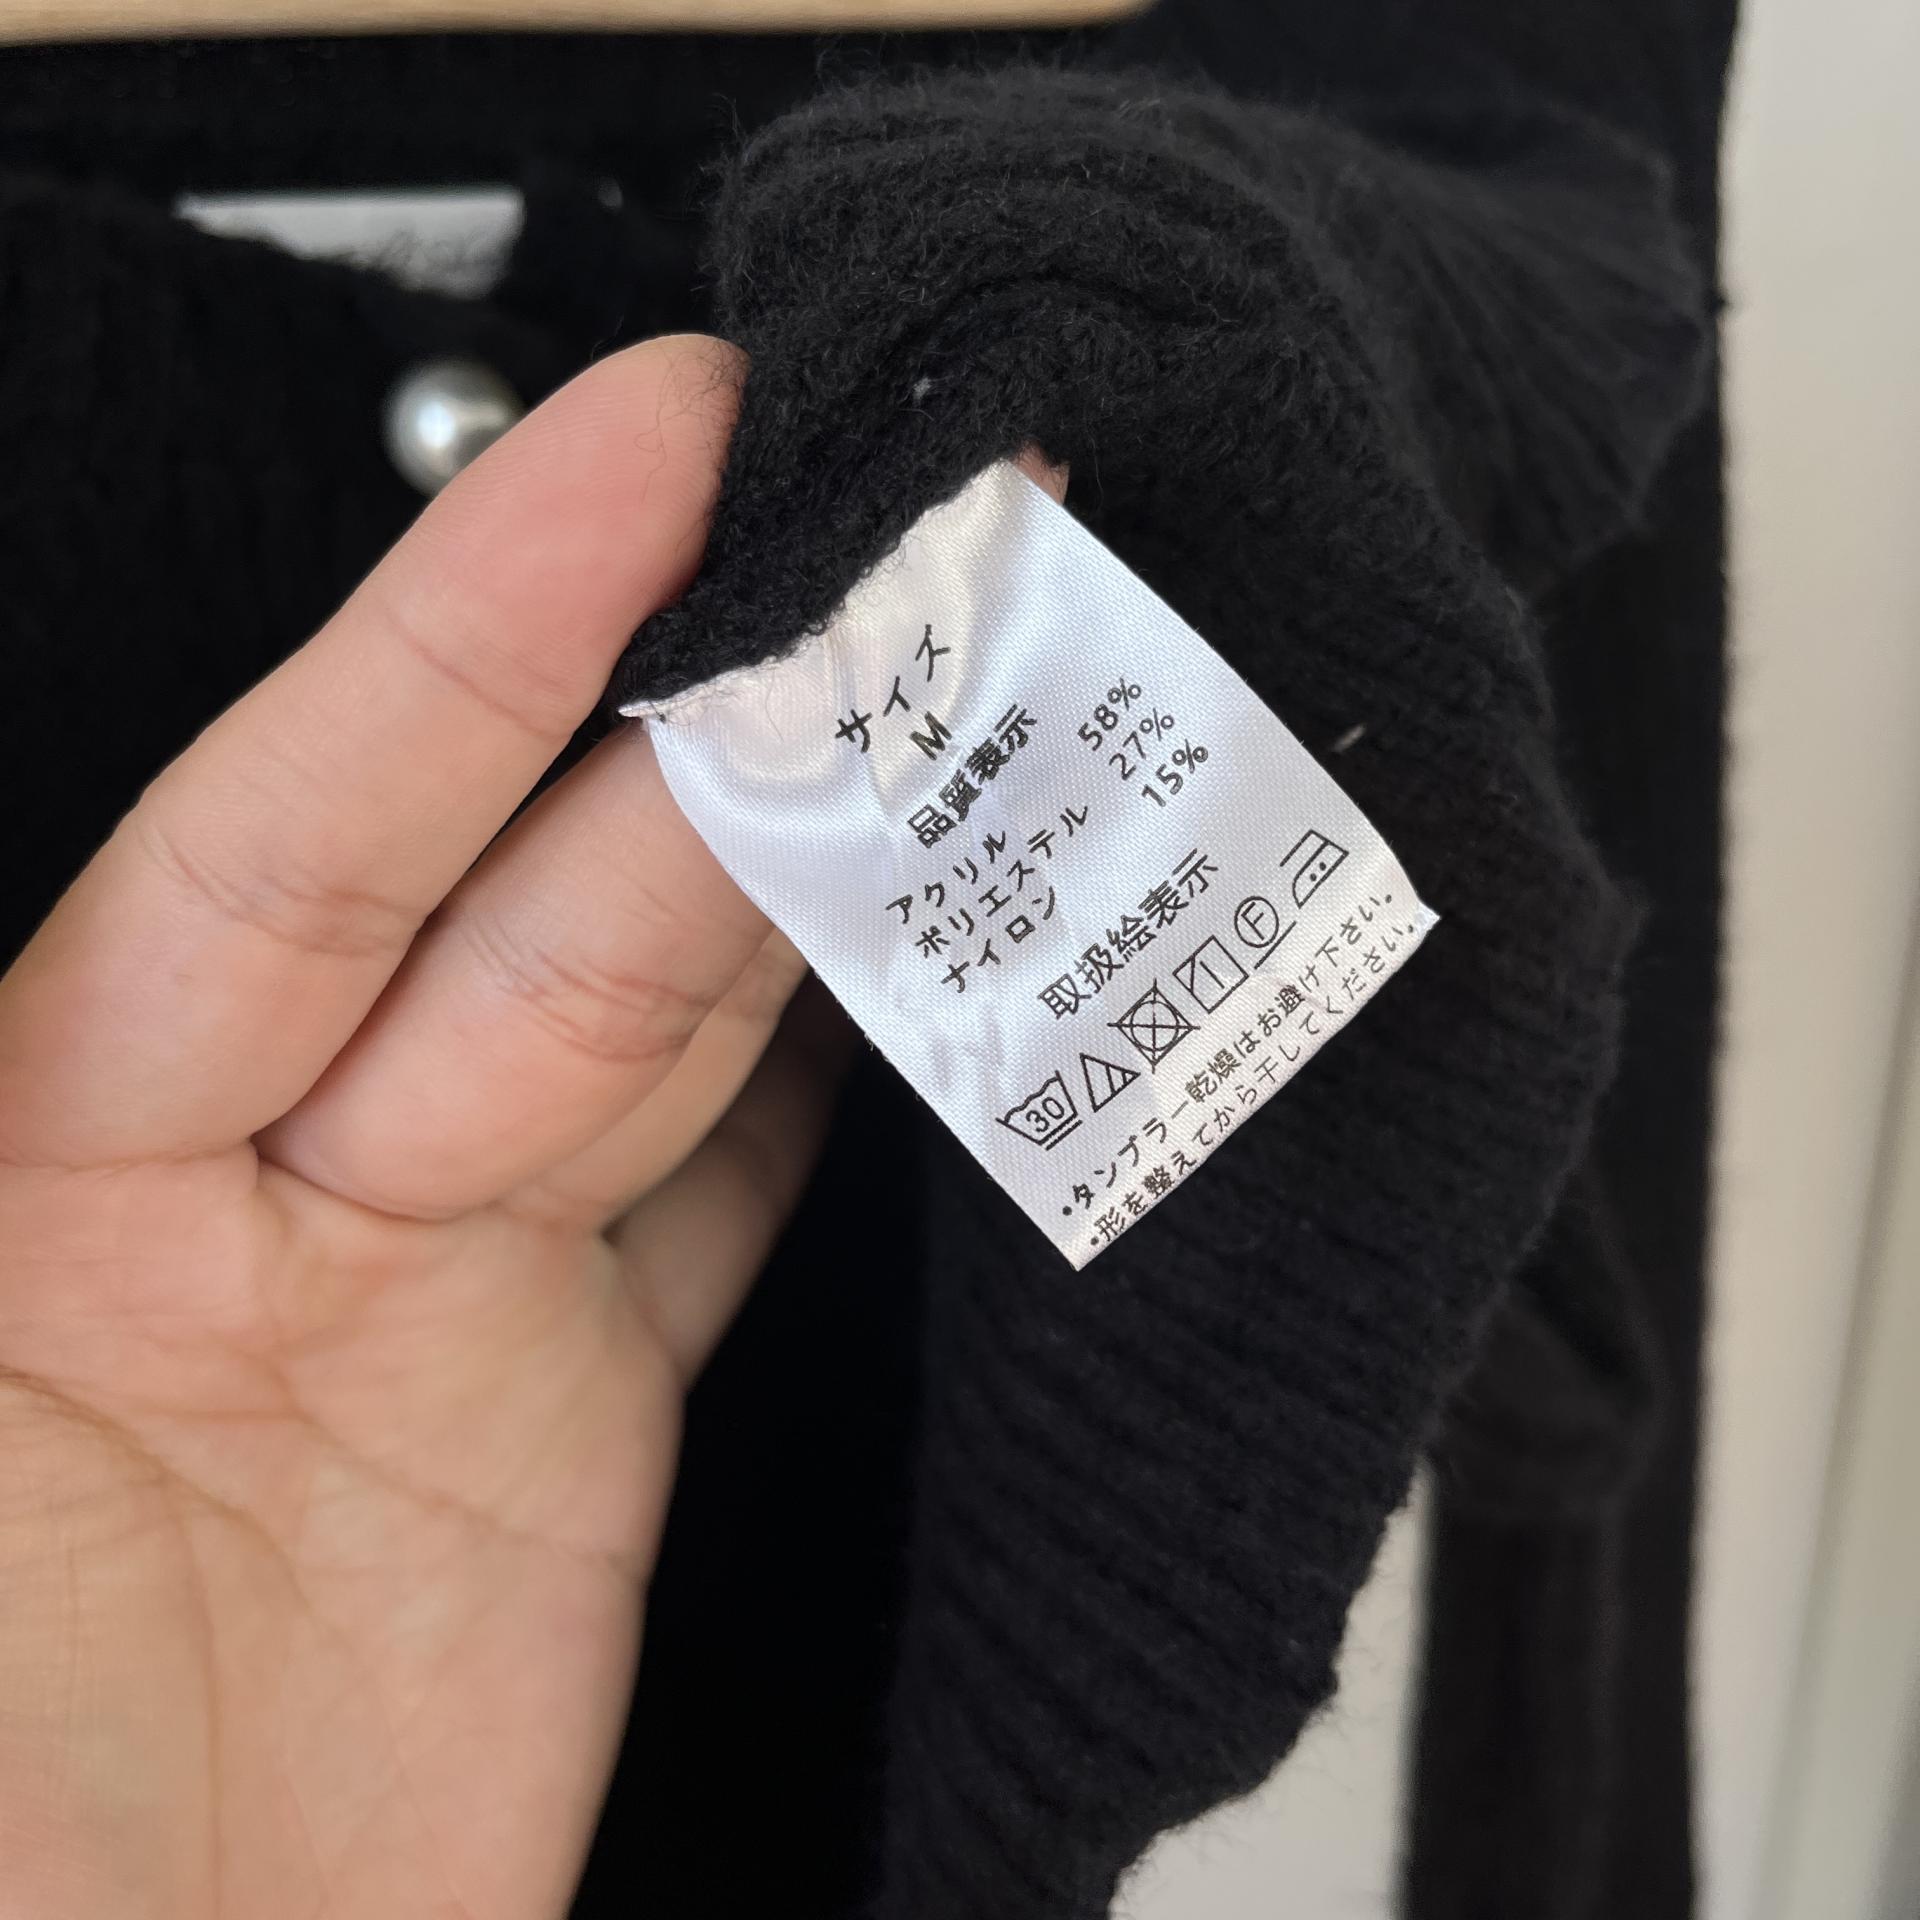 サイズ
M
品質表示
アクリル 58%
ポリエステル 27%
ナイロン 15%
取扱絵表示
30 F
・タンブラー乾燥はお避け下さい。
・形を整えてから干してください。